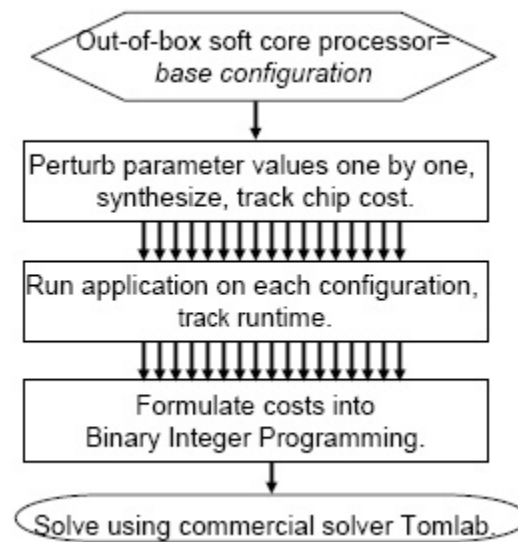 Out-of-box soft core processor=
base configuration
Perturb parameter values one by one,
synthesize, track chip cost.
Run application on each configuration,
track runtime.
Formulate costs into
Binary Integer Programming.
Solve using commercial solver Tomlab.